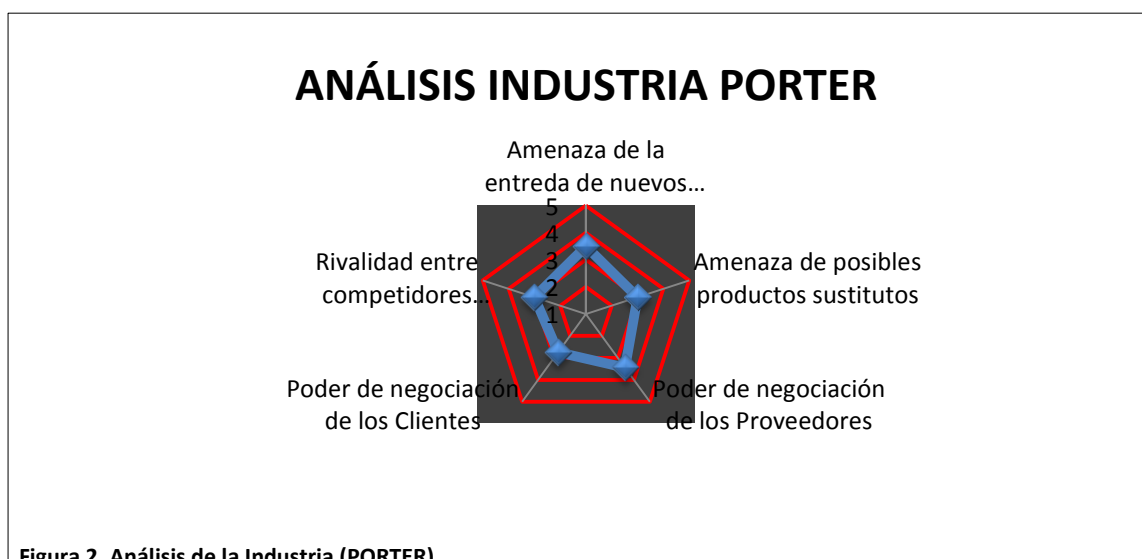 ANÁLISIS INDUSTRIA PORTER
Amenaza de la
entreda de nuevos…
5
4
3
2
1
Rivalidad entre
competidores…
Amenaza de posibles
productos sustitutos
Poder de negociación
de los Clientes
Poder de negociación
de los Proveedores
Figura 2. Análisis de la Industria (PORTER)